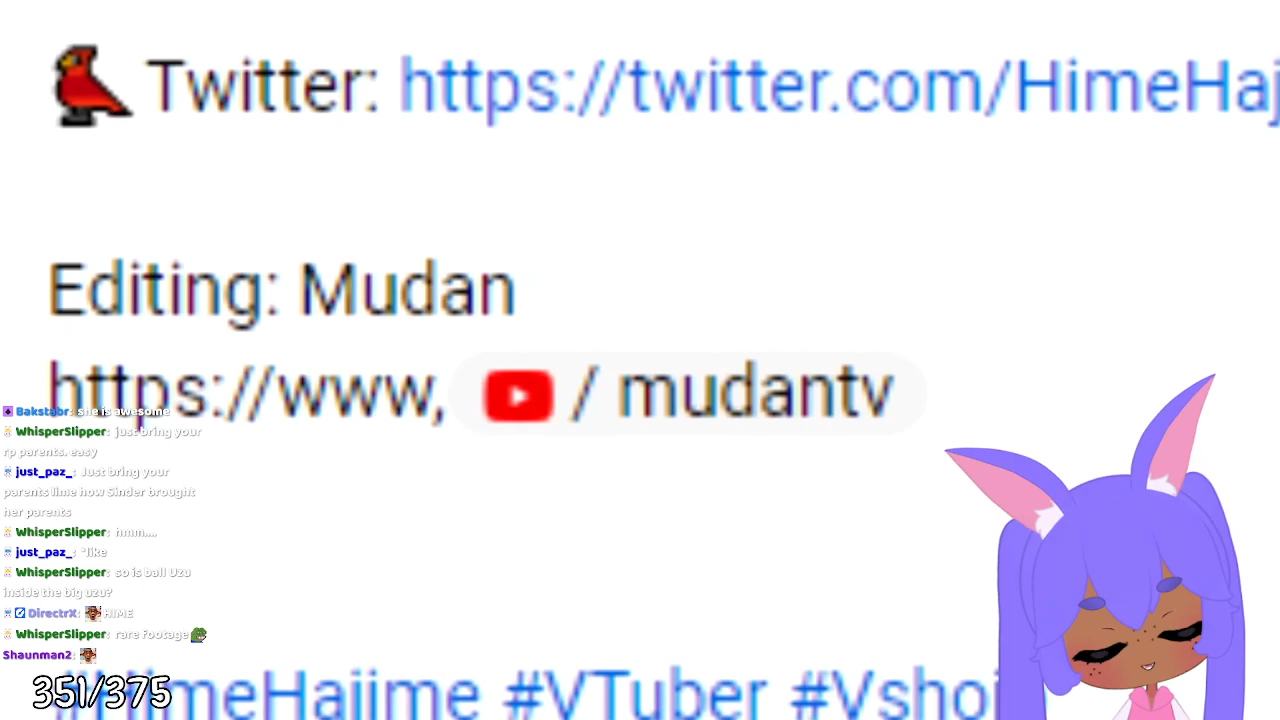 Twitter: https://twitter.com/HimeHaj
Editing: Mudan
https://www, / mudantv
Bakstabr: she is awesome
WhisperSlipper: just bring your
rp parents. easy
just_paz_: Just bring your
parents lime how Sinder brought
her parents
WhisperSlipper: hmm....
just_paz_: *like
WhisperSlipper: so is ball Uzu
inside the big uzu?
DirectrX: HIME
WhisperSlipper: rare footage
Shaunman2:
351/375
#HimeHajime #VTuber #Vshoj